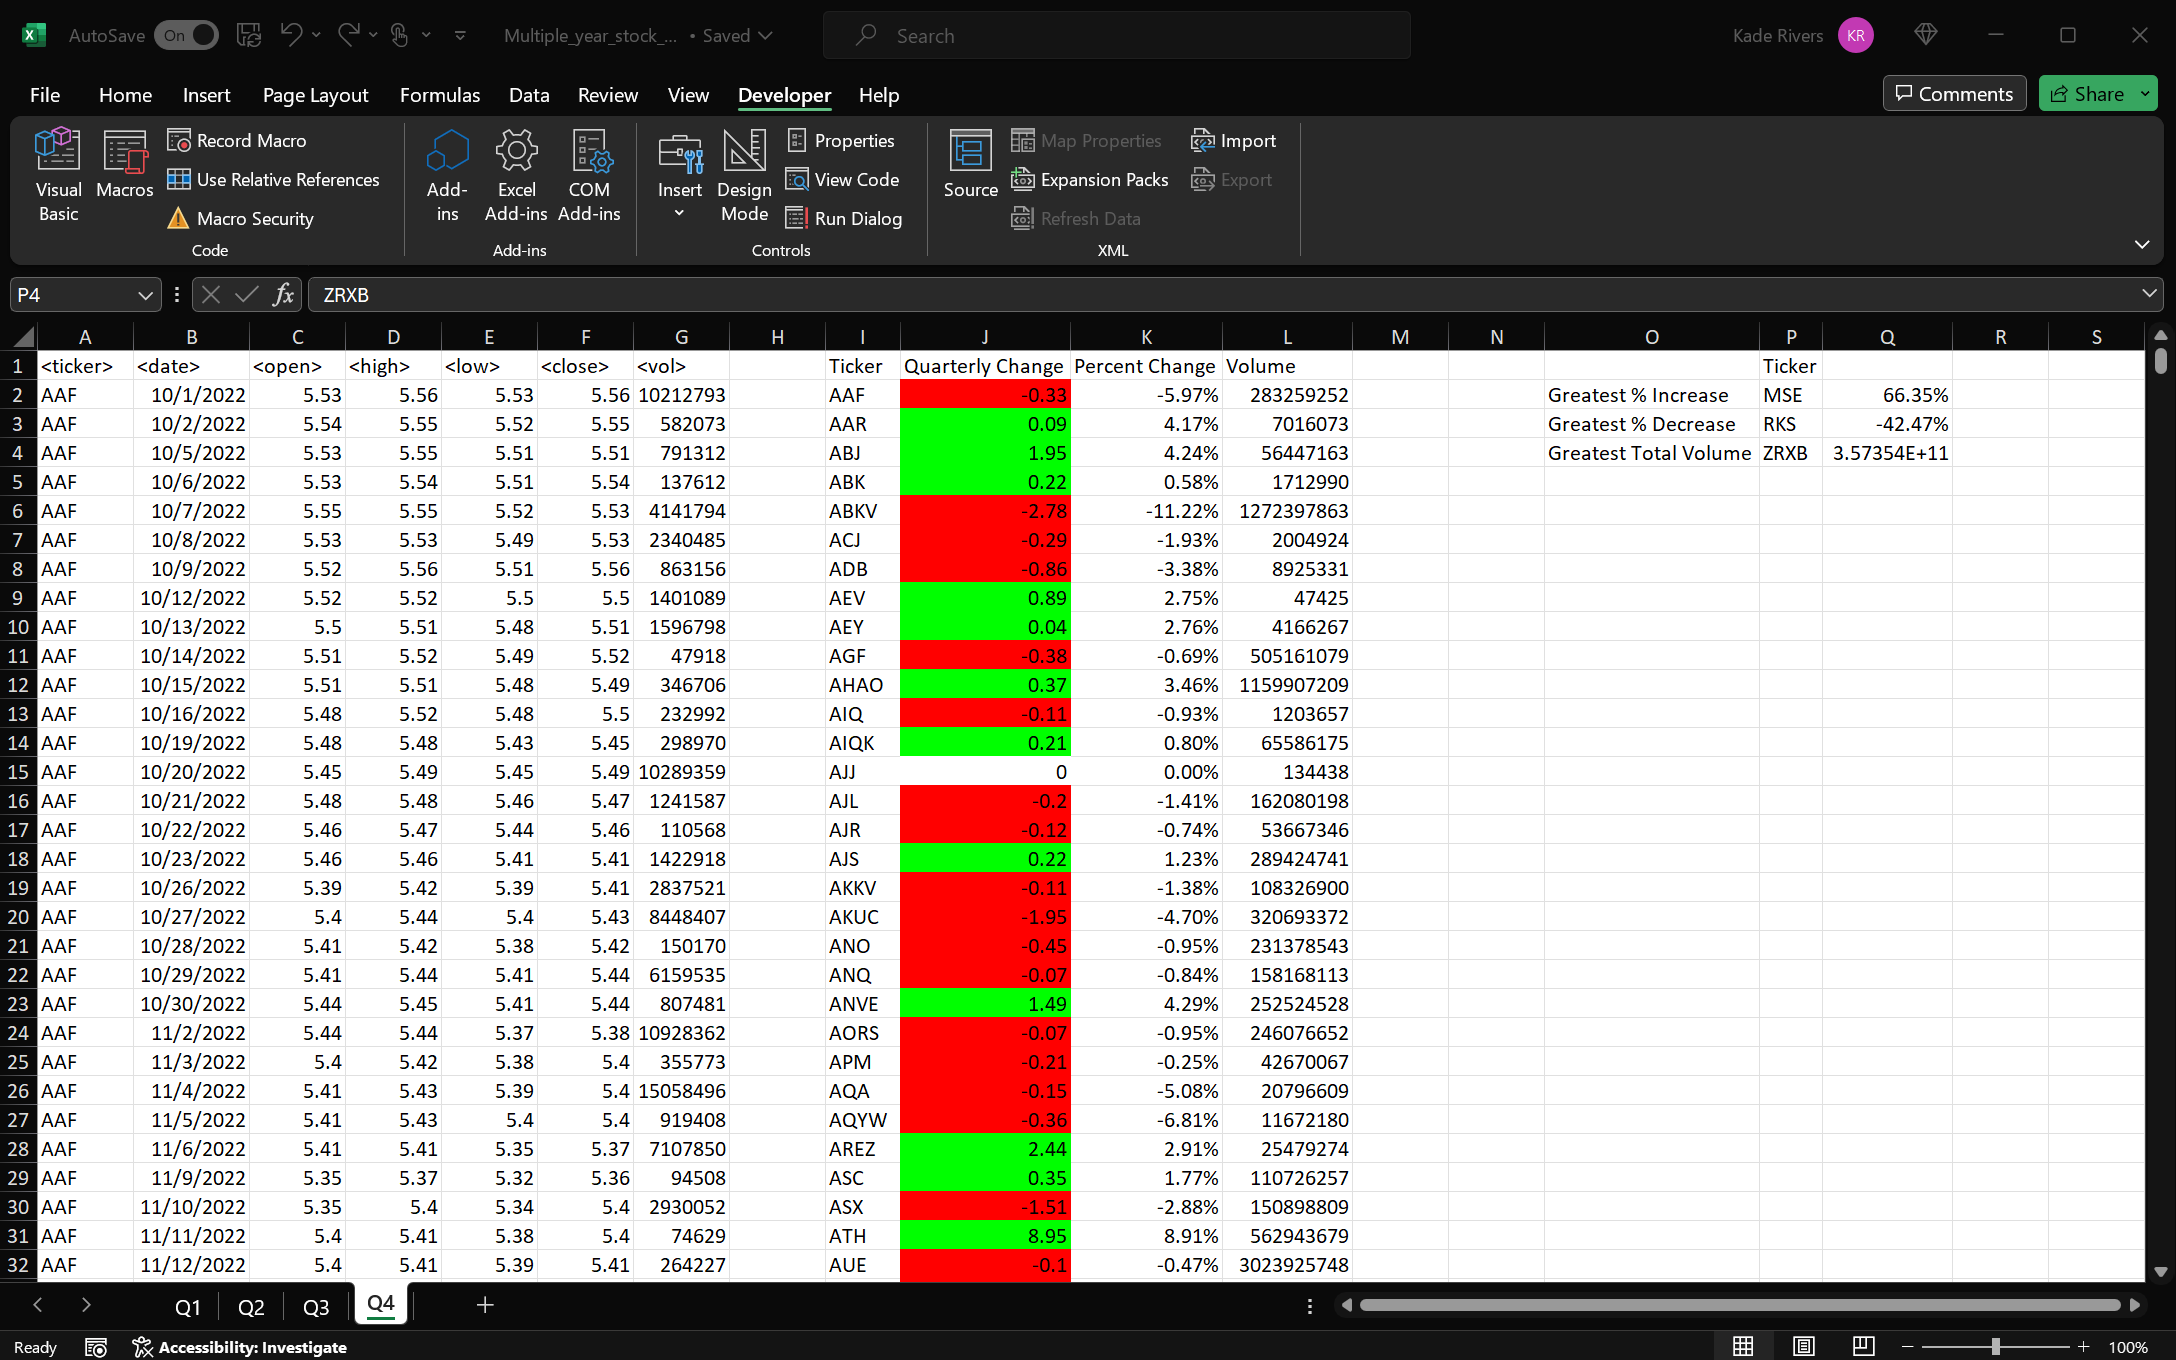 AutoSave On Multiple_year_stock_... • Saved Search Kade Rivers KR
File Home Insert Page Layout Formulas Data Review View Developer Help Comments Share
Visual Basic Macros Record Macro Use Relative References Macro Security Code
Add-ins Excel Add-ins COM Add-ins Add-ins
Insert Design Mode Properties View Code Run Dialog Controls
Source Map Properties Expansion Packs Refresh Data Import Export XML
P4 fx ZRXB
A B C D E F G H I J K L M N O P Q R S
1 <ticker> <date> <open> <high> <low> <close> <vol> Ticker Quarterly Change Percent Change Volume Ticker
2 AAF 10/1/2022 5.53 5.56 5.53 5.56 10212793 AAF -0.33 -5.97% 283259252 Greatest % Increase MSE 66.35%
3 AAF 10/2/2022 5.54 5.55 5.52 5.55 582073 AAR 0.09 4.17% 7016073 Greatest % Decrease RKS -42.47%
4 AAF 10/5/2022 5.53 5.55 5.51 5.51 791312 ABJ 1.95 4.24% 56447163 Greatest Total Volume ZRXB 3.57354E+11
5 AAF 10/6/2022 5.53 5.54 5.51 5.54 137612 ABK 0.22 0.58% 1712990
6 AAF 10/7/2022 5.55 5.55 5.52 5.53 4141794 ABKV -2.78 -11.22% 1272397863
7 AAF 10/8/2022 5.53 5.53 5.49 5.53 2340485 ACJ -0.29 -1.93% 2004924
8 AAF 10/9/2022 5.52 5.56 5.51 5.56 863156 ADB -0.86 -3.38% 8925331
9 AAF 10/12/2022 5.52 5.52 5.5 5.5 1401089 AEV 0.89 2.75% 47425
10 AAF 10/13/2022 5.5 5.51 5.48 5.51 1596798 AEY 0.04 2.76% 4166267
11 AAF 10/14/2022 5.51 5.52 5.49 5.52 47918 AGF -0.38 -0.69% 505161079
12 AAF 10/15/2022 5.51 5.51 5.48 5.49 346706 AHAO 0.37 3.46% 1159907209
13 AAF 10/16/2022 5.48 5.52 5.48 5.5 232992 AIQ -0.11 -0.93% 1203657
14 AAF 10/19/2022 5.48 5.48 5.43 5.45 298970 AIQK 0.21 0.80% 65586175
15 AAF 10/20/2022 5.45 5.49 5.45 5.49 10289359 AJJ 0 0.00% 134438
16 AAF 10/21/2022 5.48 5.48 5.46 5.47 1241587 AJL -0.2 -1.41% 162080198
17 AAF 10/22/2022 5.46 5.47 5.44 5.46 110568 AJR -0.12 -0.74% 53667346
18 AAF 10/23/2022 5.46 5.46 5.41 5.41 1422918 AJS 0.22 1.23% 289424741
19 AAF 10/26/2022 5.39 5.42 5.39 5.41 2837521 AKKV -0.11 -1.38% 108326900
20 AAF 10/27/2022 5.4 5.44 5.4 5.43 8448407 AKUC -1.95 -4.70% 320693372
21 AAF 10/28/2022 5.41 5.42 5.38 5.42 150170 ANO -0.45 -0.95% 231378543
22 AAF 10/29/2022 5.41 5.44 5.41 5.44 6159535 ANQ -0.07 -0.84% 158168113
23 AAF 10/30/2022 5.44 5.45 5.41 5.44 807481 ANVE 1.49 4.29% 252524528
24 AAF 11/2/2022 5.44 5.44 5.37 5.38 10928362 AORS -0.07 -0.95% 246076652
25 AAF 11/3/2022 5.4 5.42 5.38 5.4 355773 APM -0.21 -0.25% 42670067
26 AAF 11/4/2022 5.41 5.43 5.39 5.4 15058496 AQA -0.15 -5.08% 20796609
27 AAF 11/5/2022 5.41 5.43 5.4 5.4 919408 AQYW -0.36 -6.81% 11672180
28 AAF 11/6/2022 5.41 5.41 5.35 5.37 7107850 AREZ 2.44 2.91% 25479274
29 AAF 11/9/2022 5.35 5.37 5.32 5.36 94508 ASC 0.35 1.77% 110726257
30 AAF 11/10/2022 5.35 5.4 5.34 5.4 2930052 ASX -1.51 -2.88% 150898809
31 AAF 11/11/2022 5.4 5.41 5.38 5.4 74629 ATH 8.95 8.91% 562943679
32 AAF 11/12/2022 5.4 5.41 5.39 5.41 264227 AUE -0.1 -0.47% 3023925748
Q1 Q2 Q3 Q4
Ready Accessibility: Investigate 100%